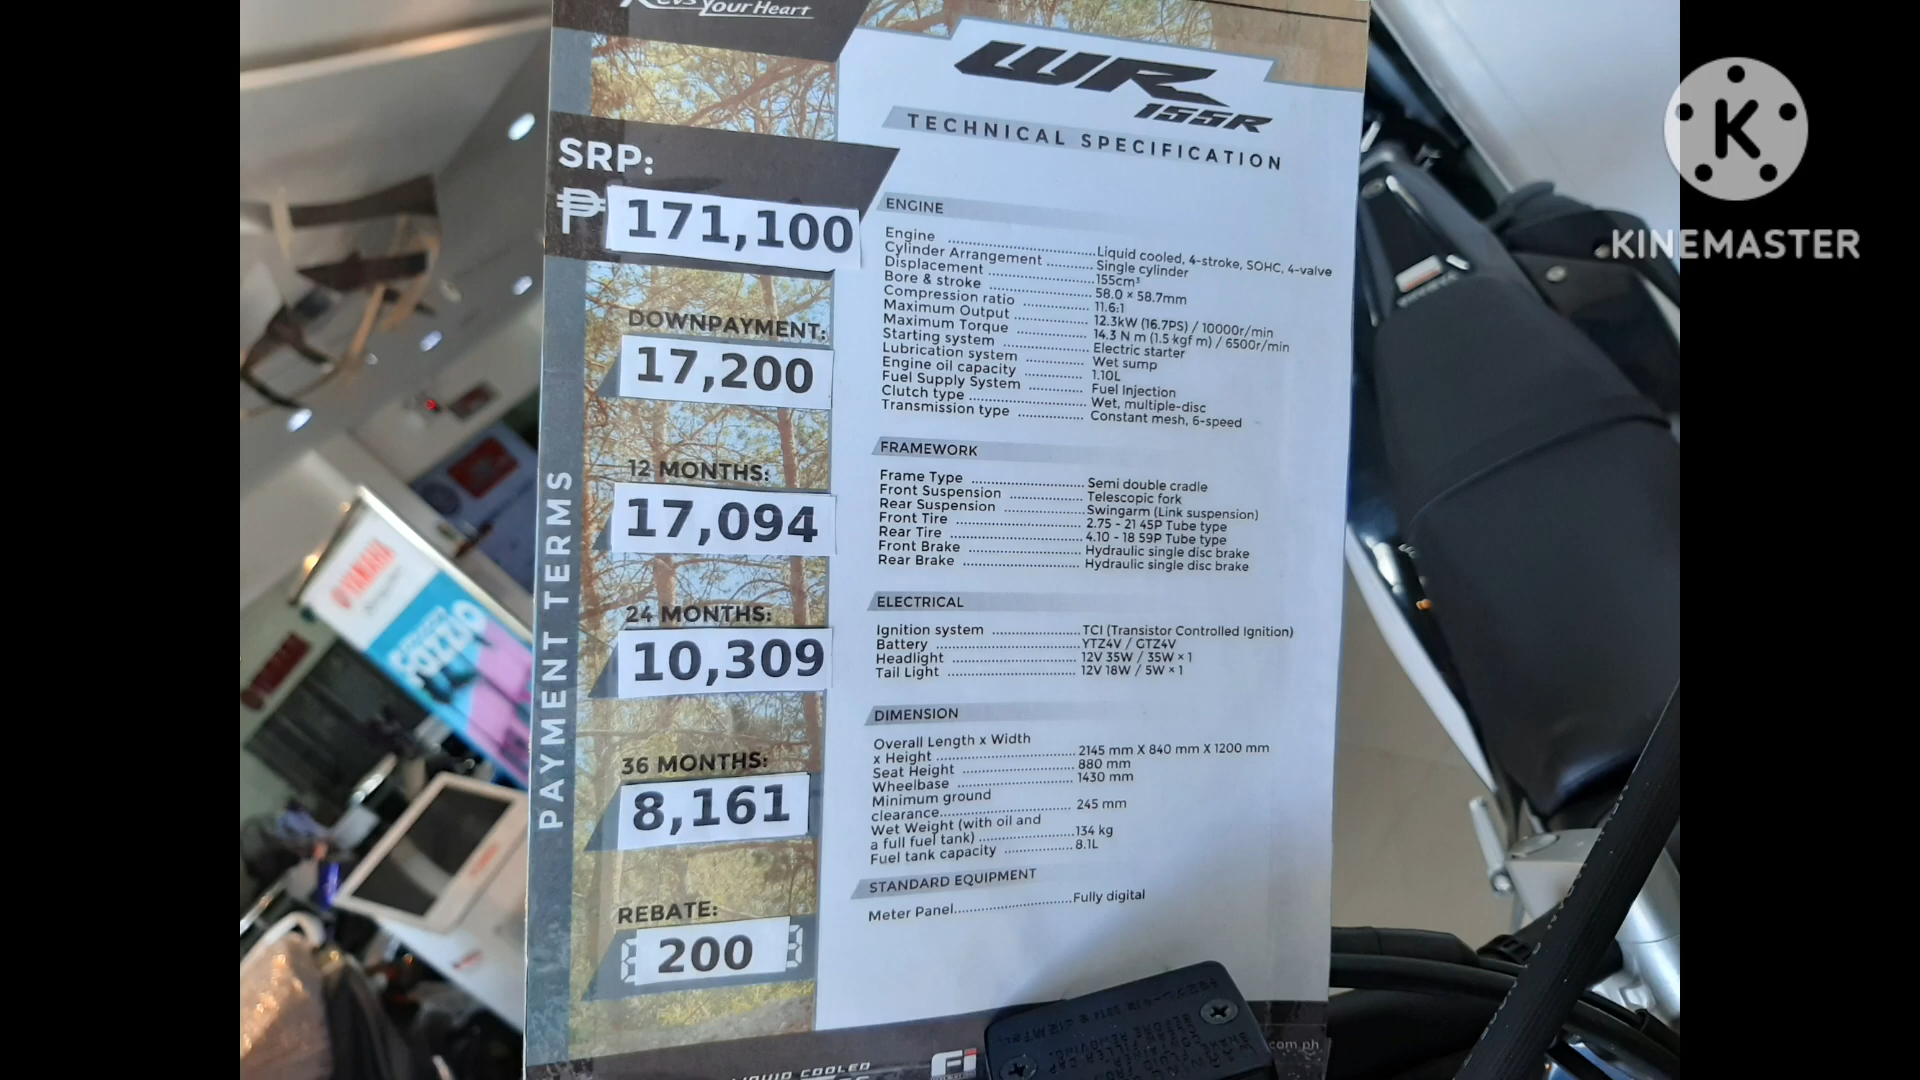 Revs Your Heart
WR
155R
TECHNICAL SPECIFICATION
SRP:
₱ 171,100
PAYMENT TERMS
DOWNPAYMENT:
17,200
12 MONTHS:
17,094
24 MONTHS:
10,309
36 MONTHS:
8,161
REBATE:
200
ENGINE
Engine ........ Liquid cooled, 4-stroke, SOHC, 4-valve
Cylinder Arrangement ........ Single cylinder
Displacement ........ 155cm³
Bore & stroke ........ 58.0 × 58.7mm
Compression ratio ........ 11.6:1
Maximum Output ........ 12.3kW (16.7PS) / 10000r/min
Maximum Torque ........ 14.3 N m (1.5 kgf m) / 6500r/min
Starting system ........ Electric starter
Lubrication system ........ Wet sump
Engine oil capacity ........ 1.10L
Fuel Supply System ........ Fuel Injection
Clutch type ........ Wet, multiple-disc
Transmission type ........ Constant mesh, 6-speed
FRAMEWORK
Frame Type ........ Semi double cradle
Front Suspension ........ Telescopic fork
Rear Suspension ........ Swingarm (Link suspension)
Front Tire ........ 2.75 - 21 45P Tube type
Rear Tire ........ 4.10 - 18 59P Tube type
Front Brake ........ Hydraulic single disc brake
Rear Brake ........ Hydraulic single disc brake
ELECTRICAL
Ignition system ........ TCI (Transistor Controlled Ignition)
Battery ........ YTZ4V / GTZ4V
Headlight ........ 12V 35W / 35W × 1
Tail Light ........ 12V 18W / 5W × 1
DIMENSION
Overall Length x Width
x Height ........ 2145 mm X 840 mm X 1200 mm
Seat Height ........ 880 mm
Wheelbase ........ 1430 mm
Minimum ground
clearance........ 245 mm
Wet Weight (with oil and
a full fuel tank) ........ 134 kg
Fuel tank capacity ........ 8.1L
STANDARD EQUIPMENT
Meter Panel........ Fully digital
LIQUID COOLED
Fi
com.ph
YAMAHA
FAZZIO
K
KINEMASTER